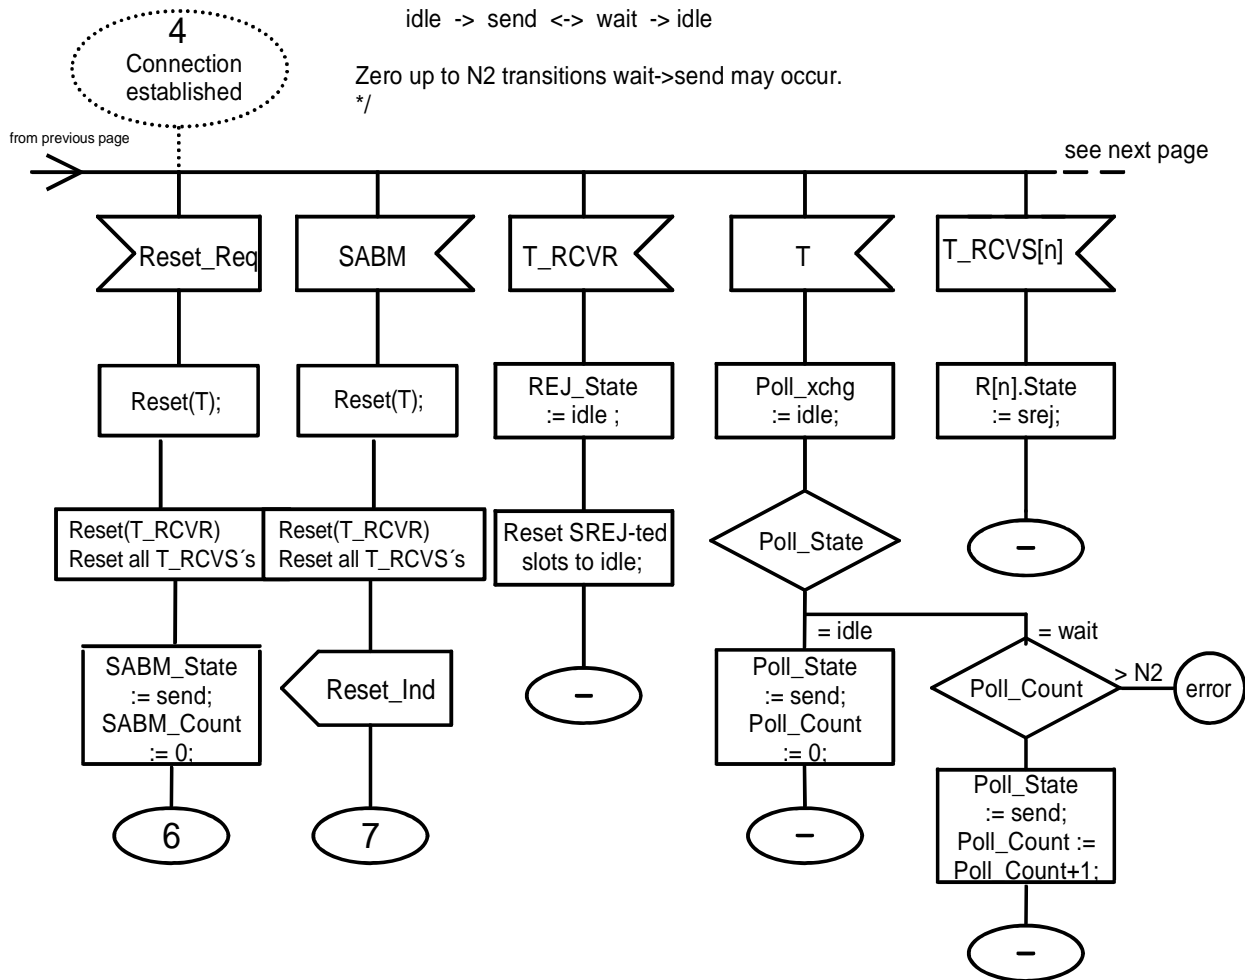 idle -> send <-> wait -> idle
Zero up to N2 transitions wait->send may occur.
*/
4
Connection
established
from previous page
see next page
Reset_Req
SABM
T_RCVR
T
T_RCVS[n]
Reset(T);
Reset(T);
REJ_State
:= idle ;
Poll_xchg
:= idle;
R[n].State
:= srej;
Reset(T_RCVR)
Reset all T_RCVS´s
Reset(T_RCVR)
Reset all T_RCVS´s
Reset SREJ-ted
slots to idle;
Poll_State
–
= idle
= wait
SABM_State
:= send;
SABM_Count
:= 0;
Reset_Ind
–
Poll_State
:= send;
Poll_Count
:= 0;
Poll_Count
> N2
error
6
7
–
Poll_State
:= send;
Poll_Count :=
Poll_Count+1;
–